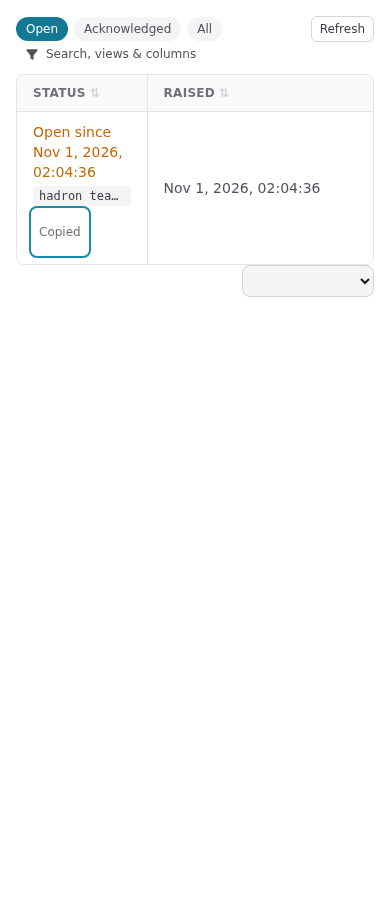 Open Acknowledged All Refresh
Search, views & columns
STATUS RAISED
Open since
Nov 1, 2026,
02:04:36
Nov 1, 2026, 02:04:36
hadron tea…
Copied